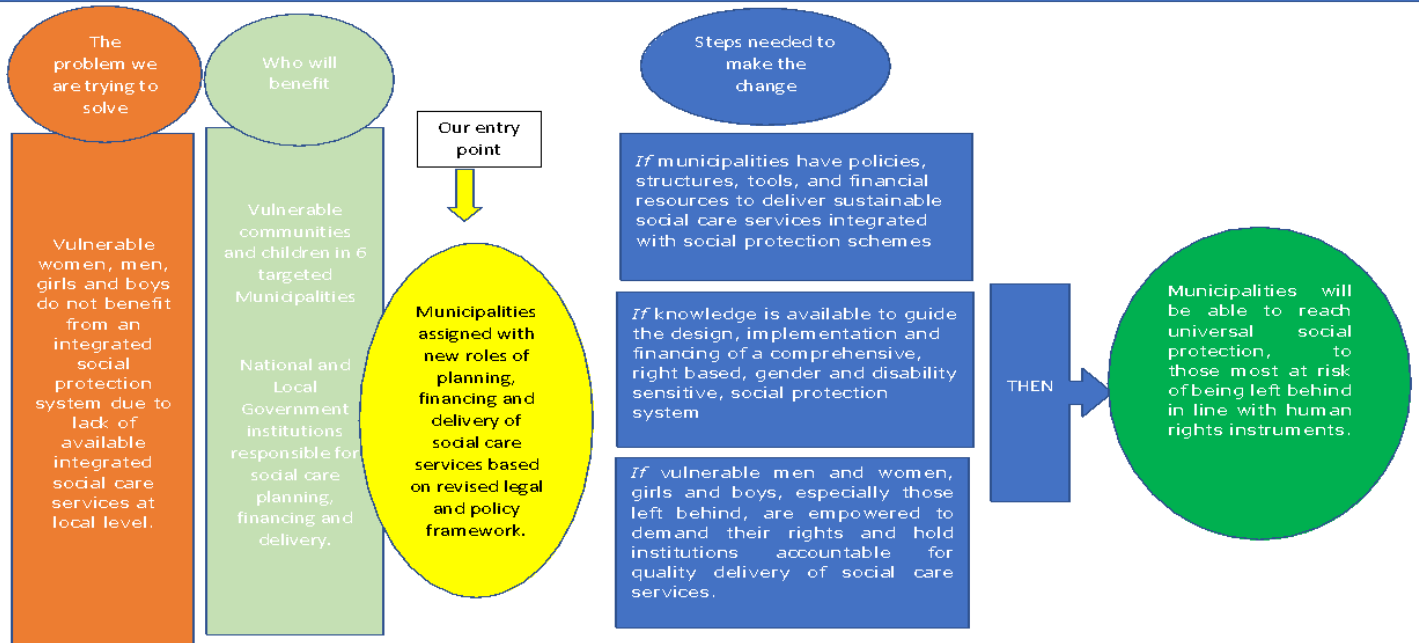 The
problem we
are trying to
solve
Vulnerable
women, men,
girls and boys
do not benefit
from an
integrated
social
protection
system due to
lack of
available
integrated
social care
services at
local level.
Who will
benefit
Vulnerable
communities
and children in 6
targeted
Municipalities
National and
Local
Government
institutions
responsible for
social care
planning,
financing and
delivery.
Our entry
point
Municipalities
assigned with
new roles of
planning,
financing and
delivery of
social care
services based
on revised legal
and policy
framework.
Steps needed to
make the
change
If municipalities have policies,
structures, tools, and financial
resources to deliver sustainable
social care services integrated
with social protection schemes
If knowledge is available to guide
the design, implementation and
financing of a comprehensive,
right based, gender and disability
sensitive, social protection
system
If vulnerable men and women,
girls and boys, especially those
left behind, are empowered to
demand their rights and hold
institutions accountable for
quality delivery of social care
services.
THEN
Municipalities will
be able to reach
universal social
protection, to
those most at risk
of being left behind
in line with human
rights instruments.